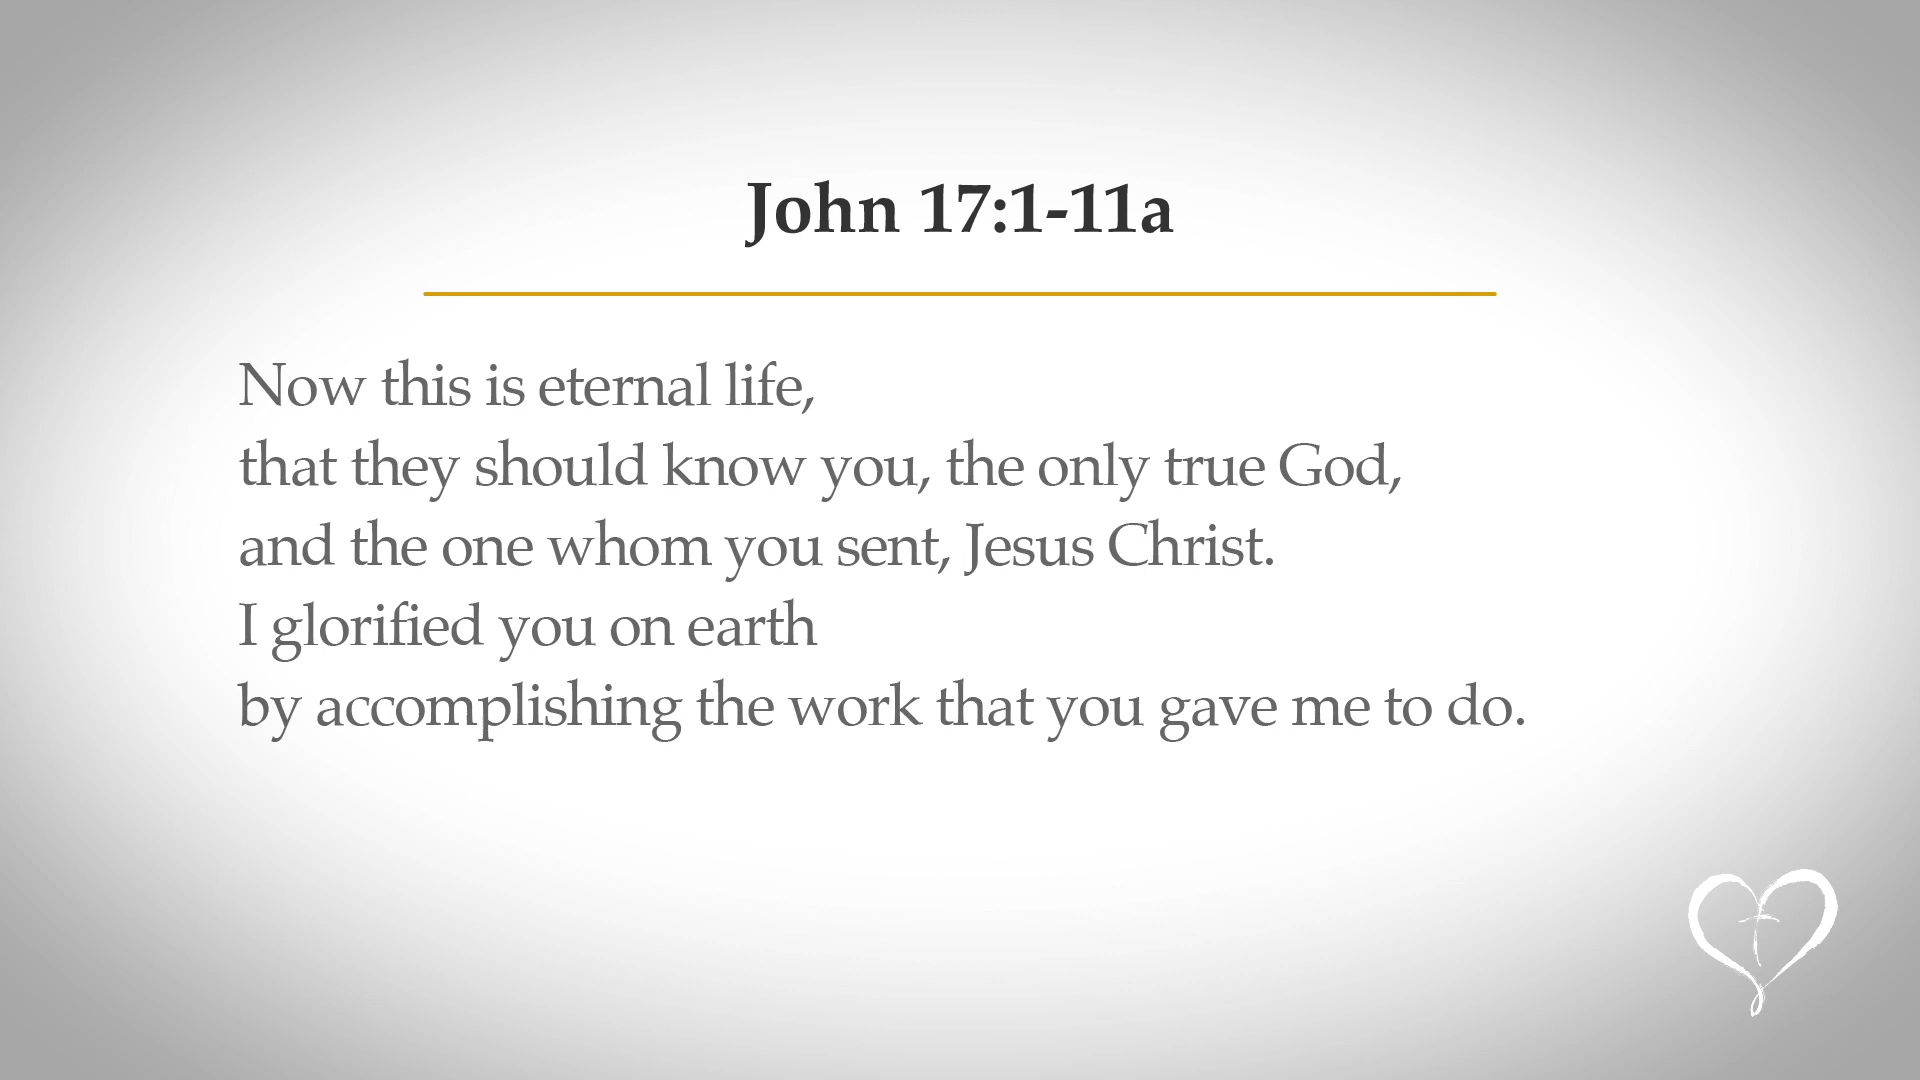 John 17:1-11a
Now this is eternal life,
that they should know you, the only true God,
and the one whom you sent, Jesus Christ.
I glorified you on earth
by accomplishing the work that you gave me to do.